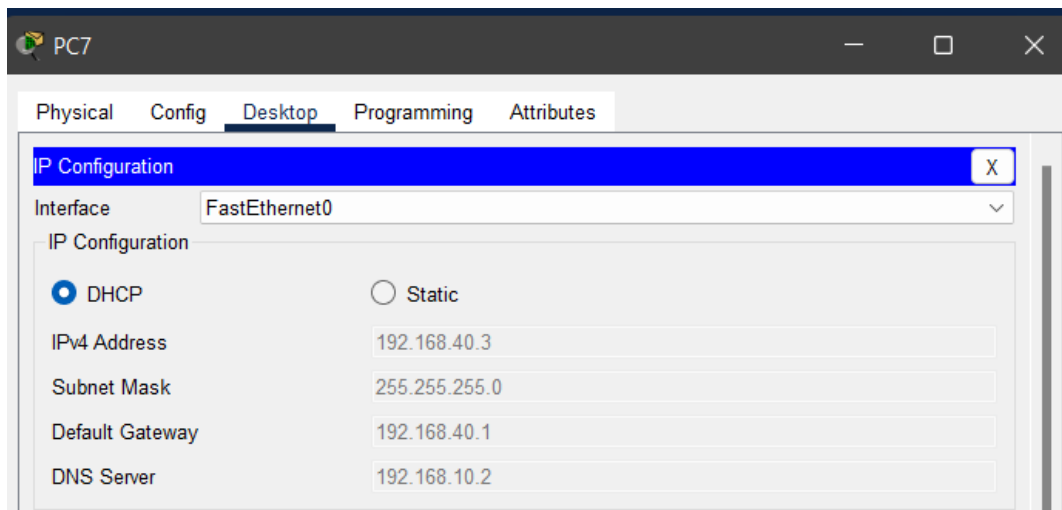 PC7
Physical Config Desktop Programming Attributes
IP Configuration X
Interface FastEthernet0
IP Configuration
DHCP Static
IPv4 Address 192.168.40.3
Subnet Mask 255.255.255.0
Default Gateway 192.168.40.1
DNS Server 192.168.10.2